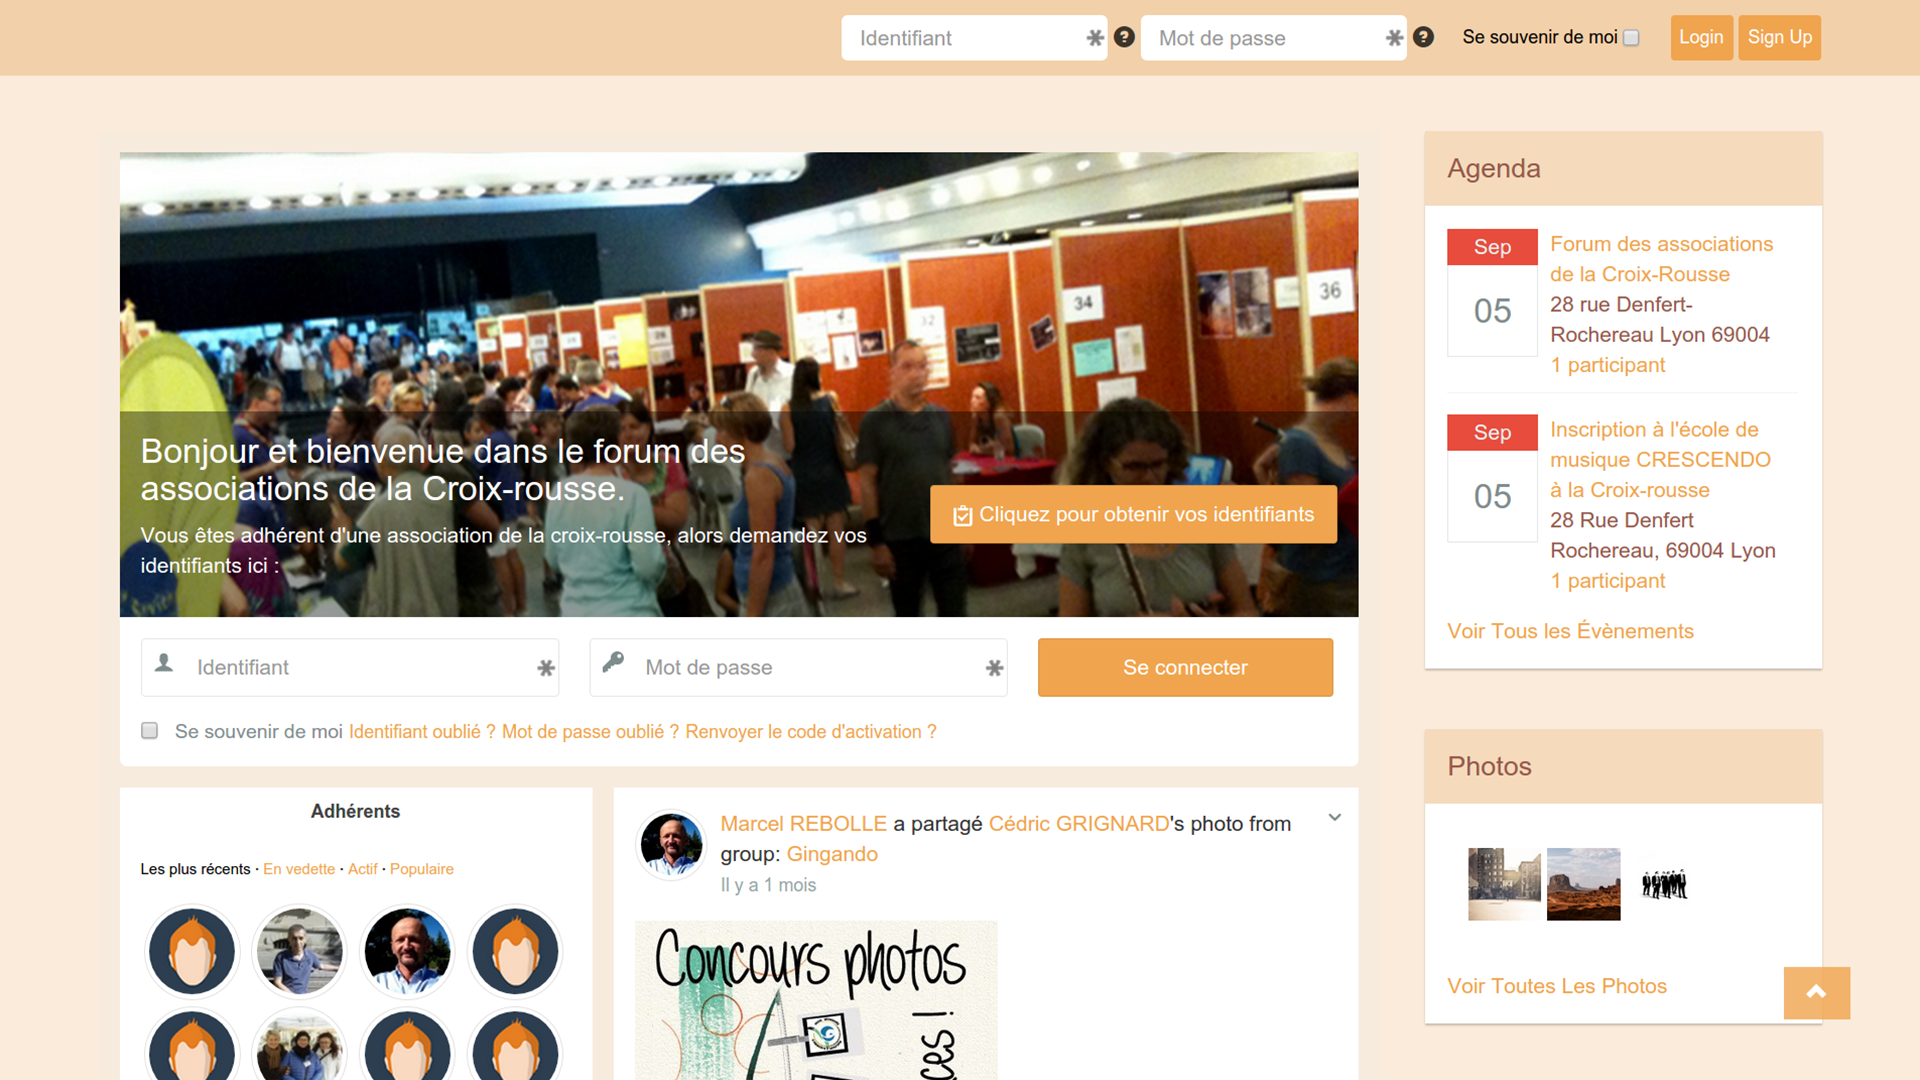 Identifiant
Mot de passe
Se souvenir de moi
Login
Sign Up
34
36
32
Bonjour et bienvenue dans le forum des
associations de la Croix-rousse.
Vous êtes adhérent d'une association de la croix-rousse, alors demandez vos
identifiants ici :
Cliquez pour obtenir vos identifiants
Identifiant
Mot de passe
Se connecter
Se souvenir de moi Identifiant oublié ? Mot de passe oublié ? Renvoyer le code d'activation ?
Adhérents
Les plus récents · En vedette · Actif · Populaire
Marcel REBOLLE a partagé Cédric GRIGNARD's photo from
group: Gingando
Il y a 1 mois
Concours photos
Agenda
Sep
05
Forum des associations
de la Croix-Rousse
28 rue Denfert-
Rochereau Lyon 69004
1 participant
Sep
05
Inscription à l'école de
musique CRESCENDO
à la Croix-rousse
28 Rue Denfert
Rochereau, 69004 Lyon
1 participant
Voir Tous les Évènements
Photos
Voir Toutes Les Photos